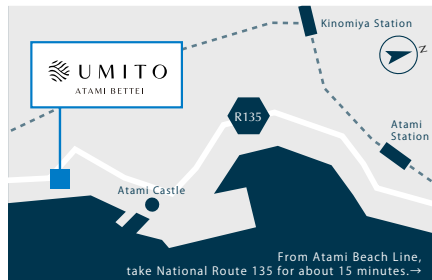 Kinomiya Station
UMITO
ATAMI BETTEI
N
R135
Atami
Station
Atami Castle
From Atami Beach Line,
take National Route 135 for about 15 minutes.→